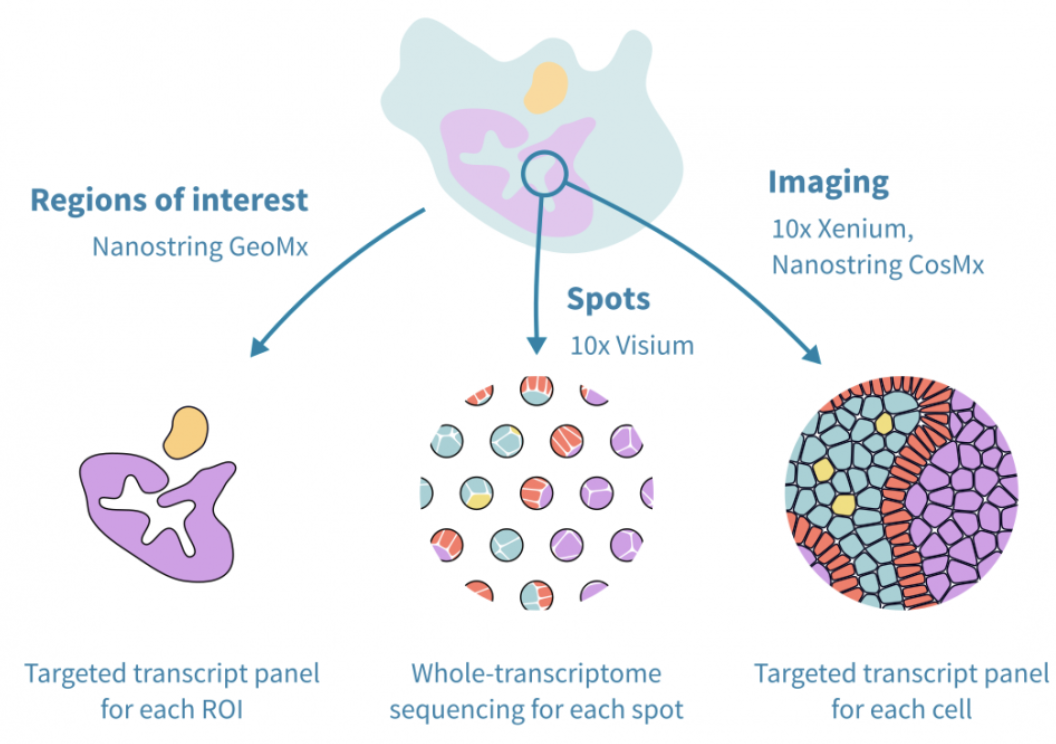 Regions of interest
Nanostring GeoMx
Imaging
10x Xenium,
Nanostring CosMx
Spots
10x Visium
Targeted transcript panel
for each ROI
Whole-transcriptome
sequencing for each spot
Targeted transcript panel
for each cell